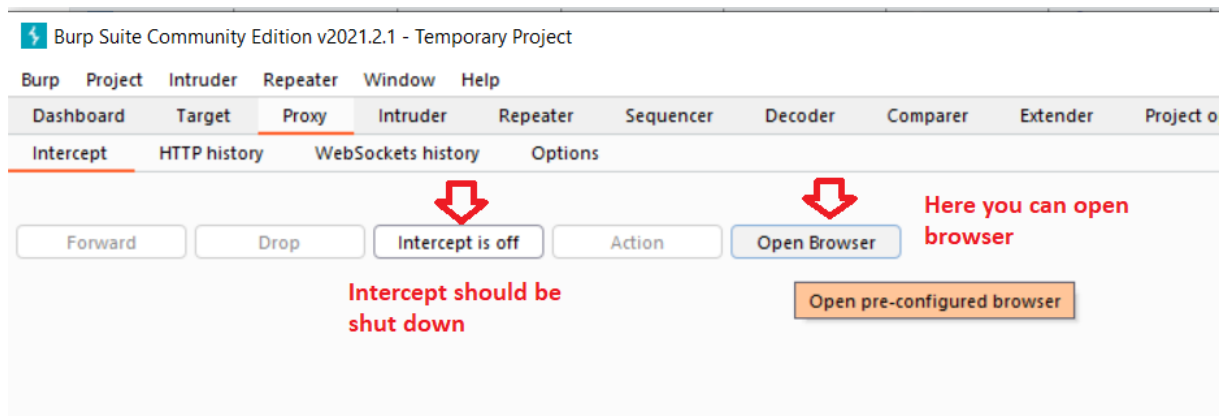 Burp Suite Community Edition v2021.2.1 - Temporary Project
Burp Project Intruder Repeater Window Help
Dashboard Target Proxy Intruder Repeater Sequencer Decoder Comparer Extender Project o
Intercept HTTP history WebSockets history Options
Forward Drop Intercept is off Action Open Browser
Here you can open
browser
Intercept should be
shut down
Open pre-configured browser